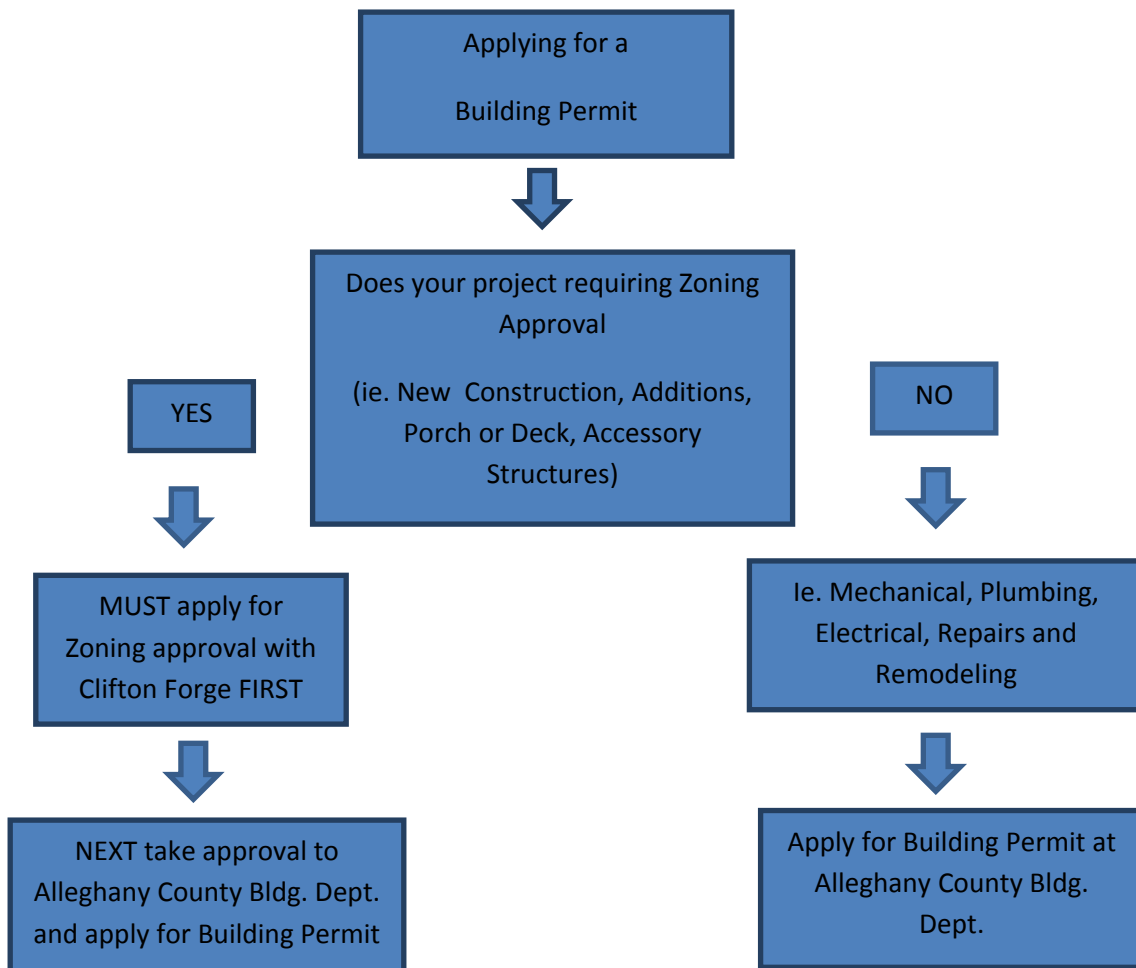 Applying for a
Building Permit
Does your project requiring Zoning
Approval
(ie. New  Construction, Additions,
Porch or Deck, Accessory
Structures)
YES
NO
MUST apply for
Zoning approval with
Clifton Forge FIRST
Ie. Mechanical, Plumbing,
Electrical, Repairs and
Remodeling
NEXT take approval to
Alleghany County Bldg. Dept.
and apply for Building Permit
Apply for Building Permit at
Alleghany County Bldg.
Dept.